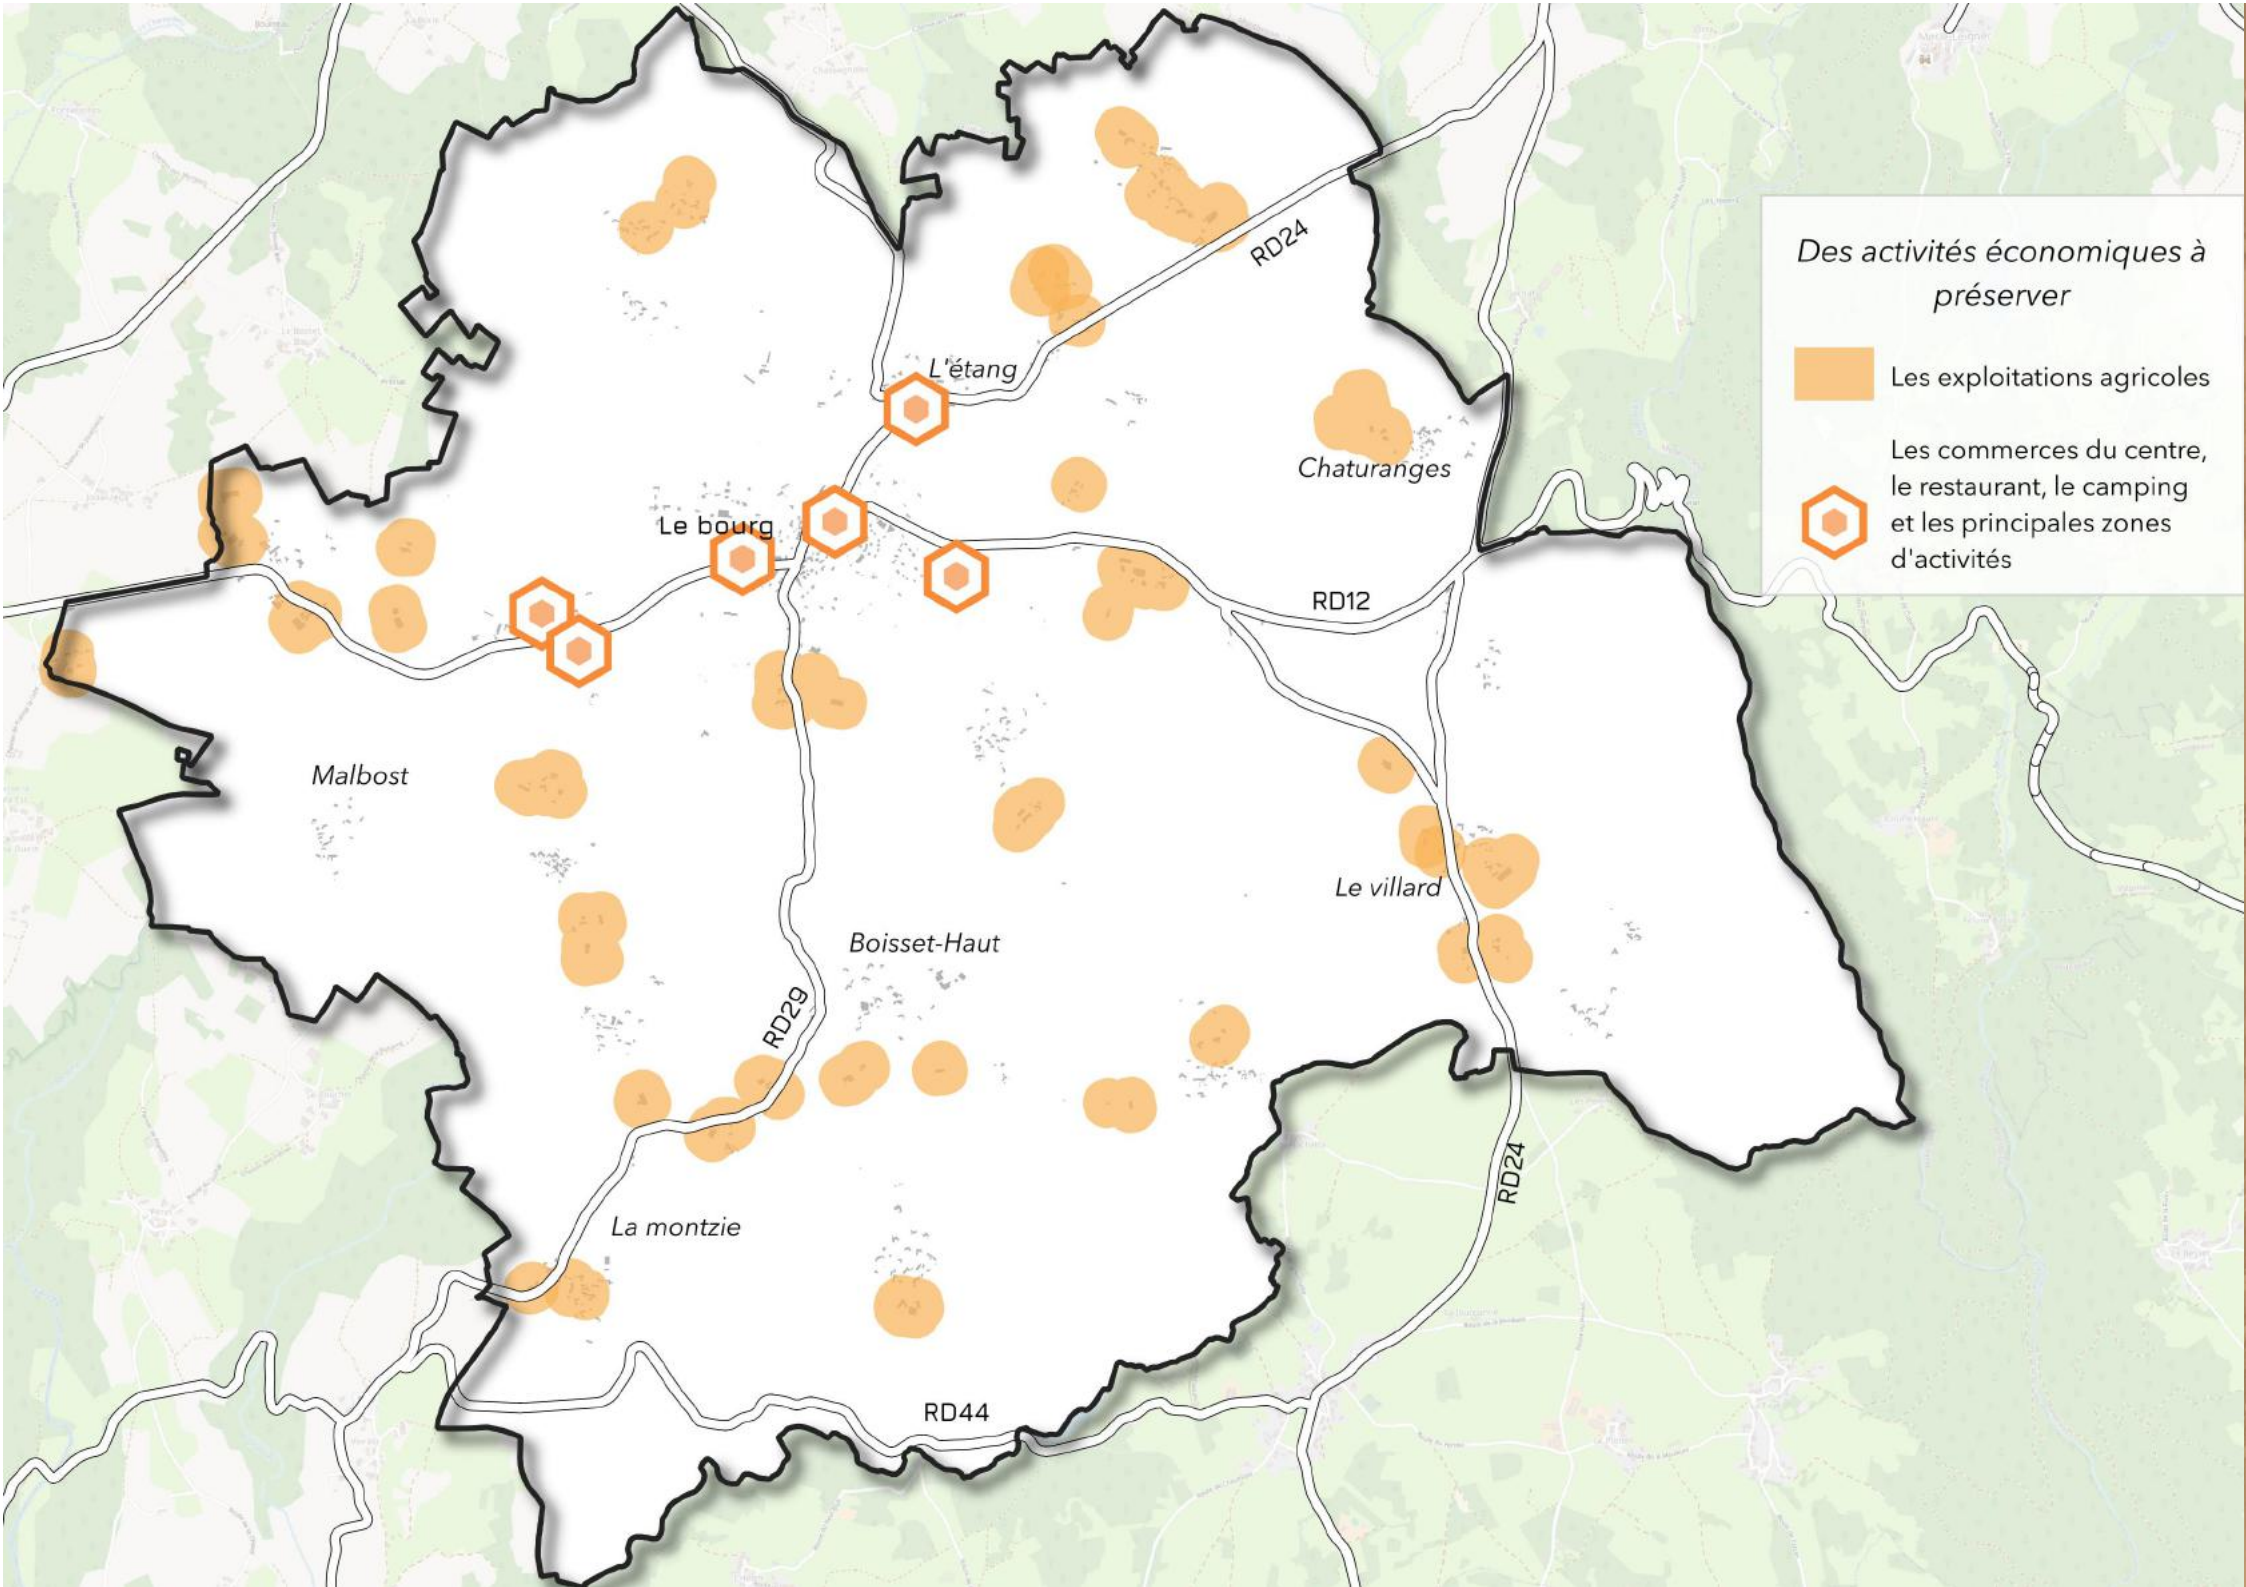 Des activités économiques à
préserver
Les exploitations agricoles
Les commerces du centre,
le restaurant, le camping
et les principales zones
d'activités
RD24
L'étang
Chaturanges
Le bourg
RD12
Malbost
Le villard
Boisset-Haut
RD29
RD24
La montzie
RD44